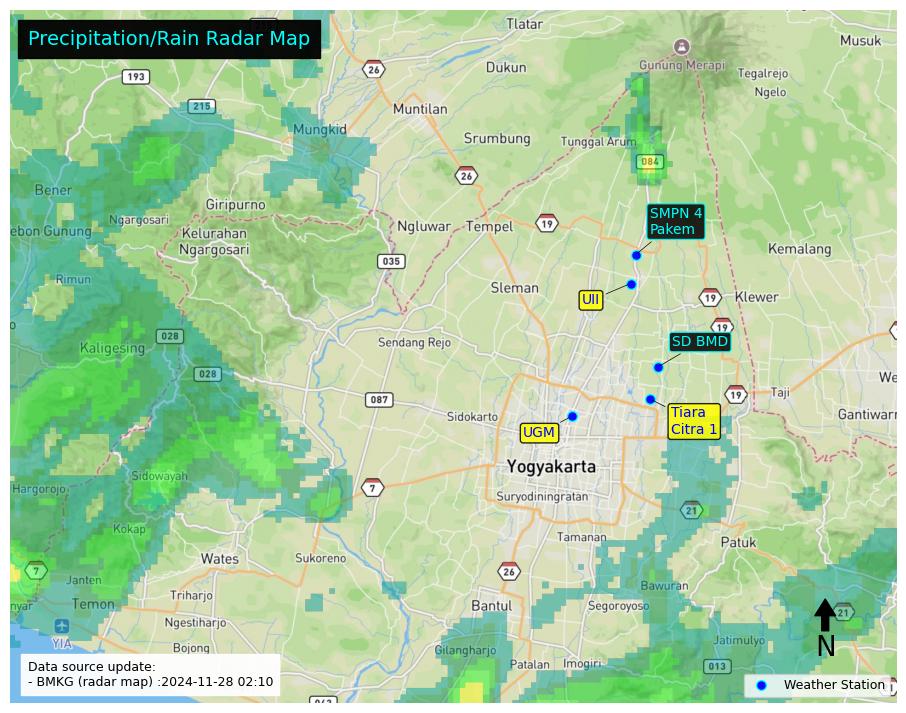 Precipitation/Rain Radar Map
Tlatar
Musuk
26
Gunung Merapi
Dukun
193
Tegalrejo
Ngelo
215
Muntilan
Mungkid
Srumbung
Tunggal Arum
084
26
Bener
Giripurno
SMPN 4
Pakem
Ngargosari
ebon Gunung
Kelurahan
Ngargosari
Ngluwar
Tempel
19
Kemalang
035
Rimun
Sleman
UII
19
Klewer
19
028
Kaligesing
Sendang Rejo
SD BMD
028
We
087
19
Taji
Sidokarto
Tiara
Citra 1
Gantiwarn
UGM
Yogyakarta
Sidowayah
Hargorojo
7
Suryodiningratan
21
Kokap
Tamanan
Patuk
Wates
Sukoreno
7
26
Janten
Bawuran
Triharjo
nyar
Temon
Bantul
Segoroyoso
21
Ngestiharjo
YIA
Jatimulyo
Bojong
Gilangharjo
N
Patalan
Imogiri
013
Data source update:
- BMKG (radar map) :2024-11-28 02:10
Weather Station